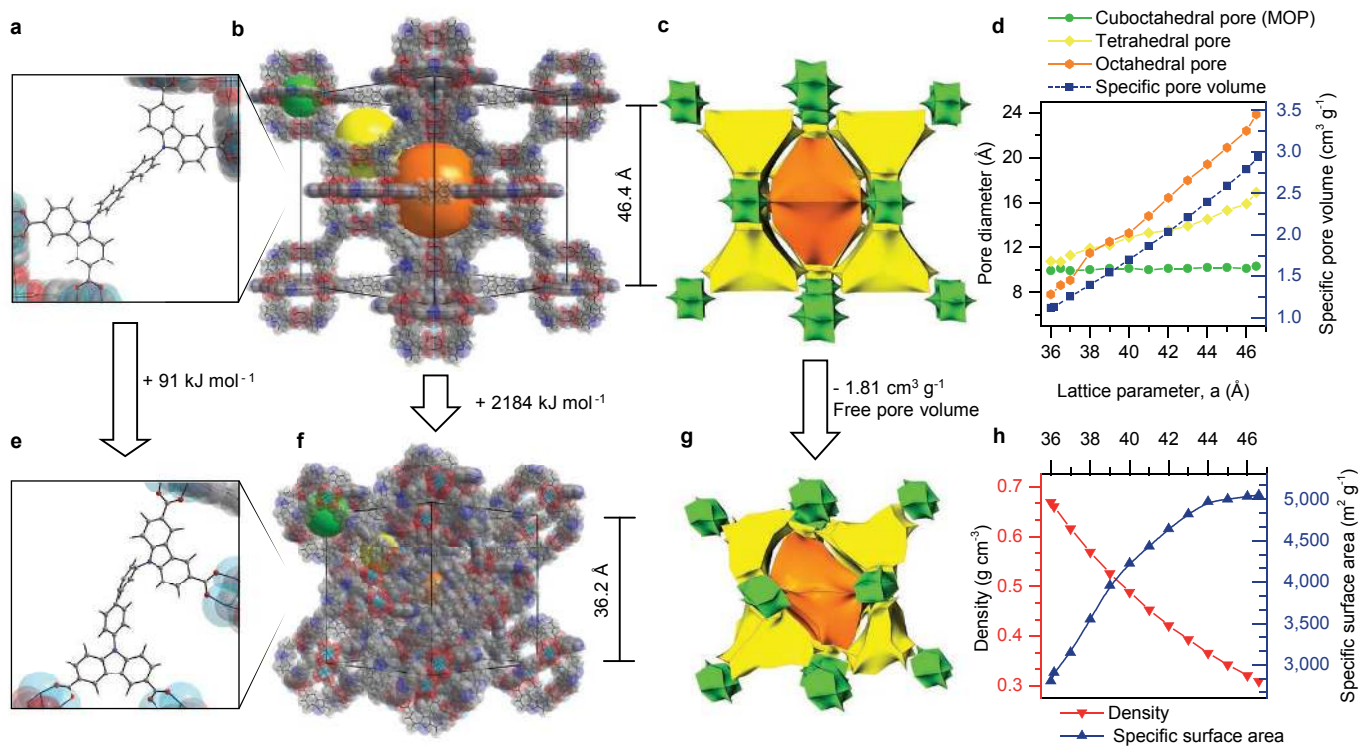 a
b
c
d
Cuboctahedral pore (MOP)
Tetrahedral pore
Octahedral pore
Specific pore volume
46.4 Å
Pore diameter (Å)
24
20
16
12
8
3.5
3.0
2.5
2.0
1.5
1.0
Specific pore volume (cm³ g⁻¹)
36 38 40 42 44 46
Lattice parameter, a (Å)
+ 91 kJ mol⁻¹
+ 2184 kJ mol⁻¹
- 1.81 cm³ g⁻¹
Free pore volume
e
f
g
h
36.2 Å
36 38 40 42 44 46
Density (g cm⁻³)
0.7
0.6
0.5
0.4
0.3
5,000
4,500
4,000
3,500
3,000
Specific surface area (m² g⁻¹)
Density
Specific surface area